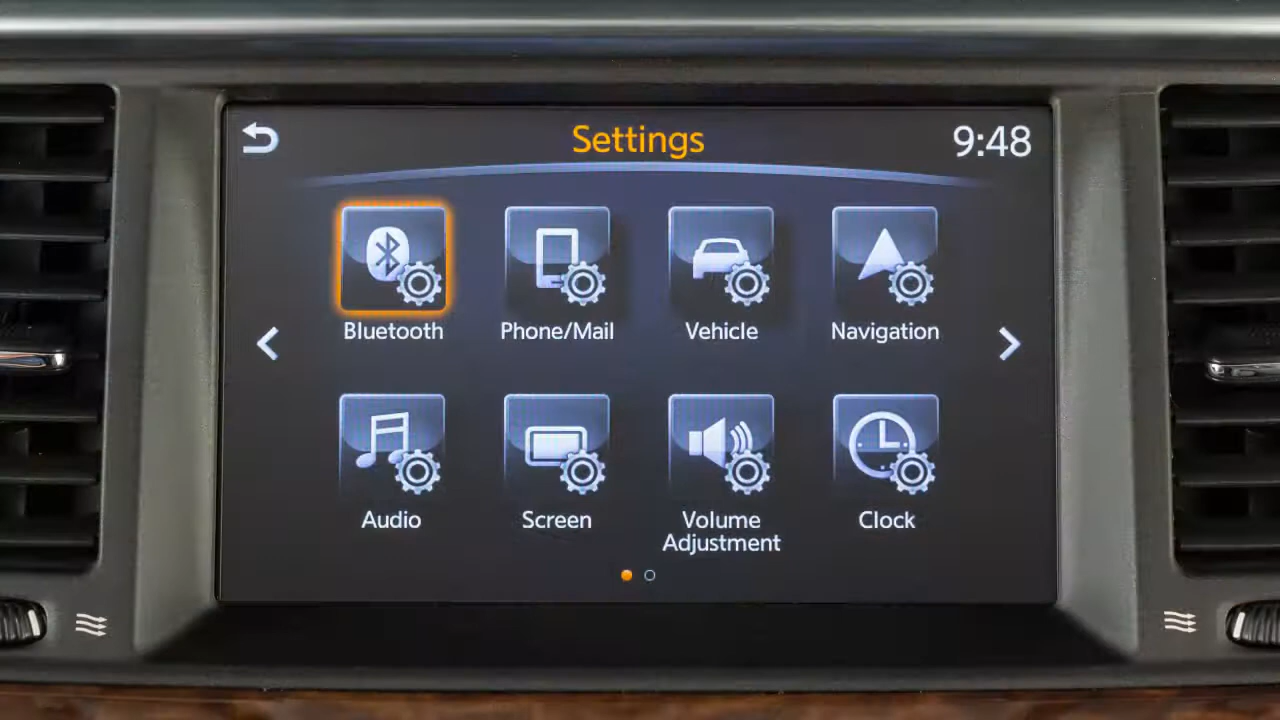 Settings
9:48
Bluetooth
Phone/Mail
Vehicle
Navigation
Audio
Screen
Volume
Adjustment
Clock